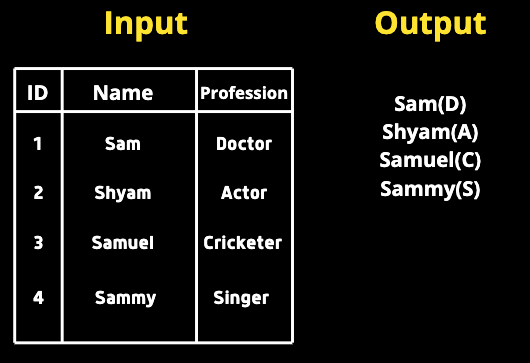 Input
ID Name Profession
1 Sam Doctor
2 Shyam Actor
3 Samuel Cricketer
4 Sammy Singer
Output
Sam(D)
Shyam(A)
Samuel(C)
Sammy(S)